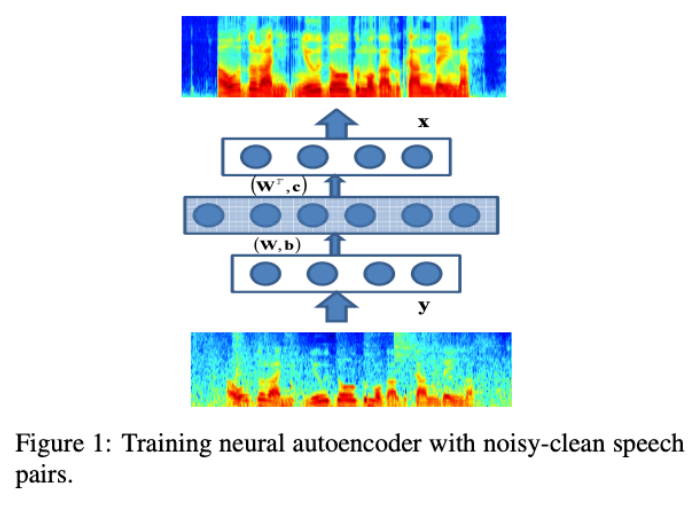 x
(W^T,c)
(W,b)
y
Figure 1: Training neural autoencoder with noisy-clean speech
pairs.